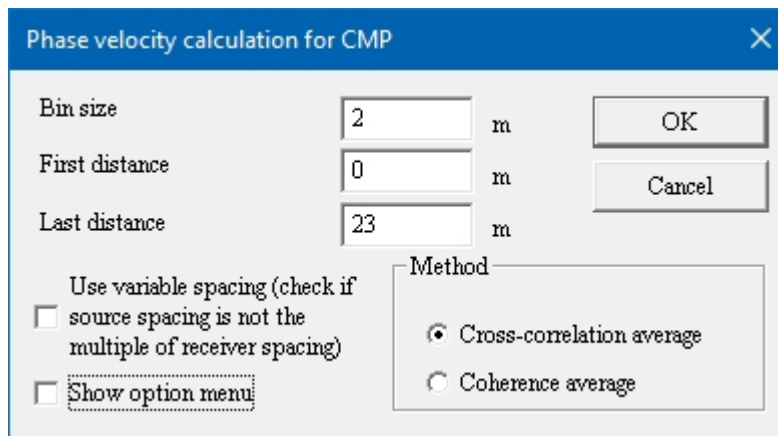 Phase velocity calculation for CMP
Bin size 2 m OK
First distance 0 m
Cancel
Last distance 23 m
Use variable spacing (check if
source spacing is not the
multiple of receiver spacing)
Show option menu
Method
Cross-correlation average
Coherence average